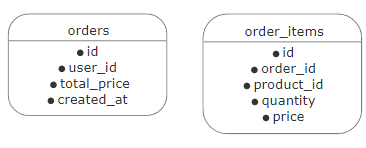 orders
• id
• user_id
• total_price
• created_at
order_items
• id
• order_id
• product_id
• quantity
• price